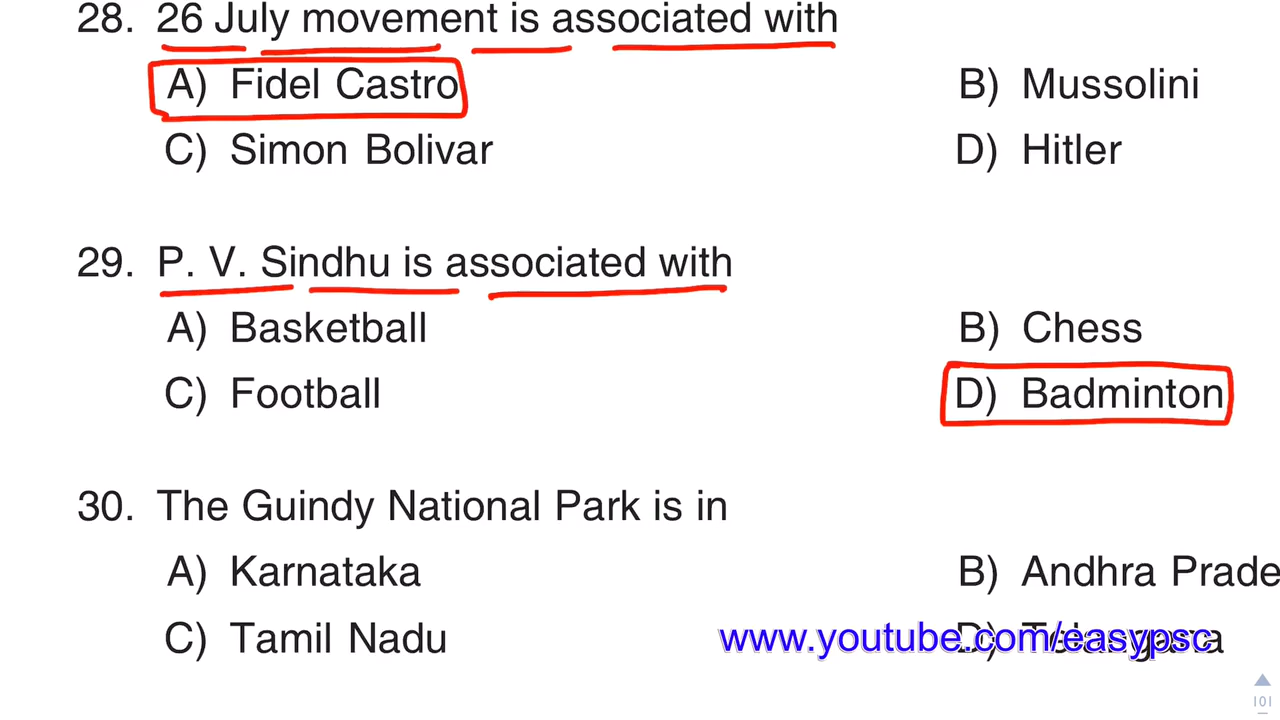 28. 26 July movement is associated with
A) Fidel Castro B) Mussolini
C) Simon Bolivar D) Hitler
29. P. V. Sindhu is associated with
A) Basketball B) Chess
C) Football D) Badminton
30. The Guindy National Park is in
A) Karnataka B) Andhra Prade
C) Tamil Nadu D) Telangana
www.youtube.com/easypsc
101